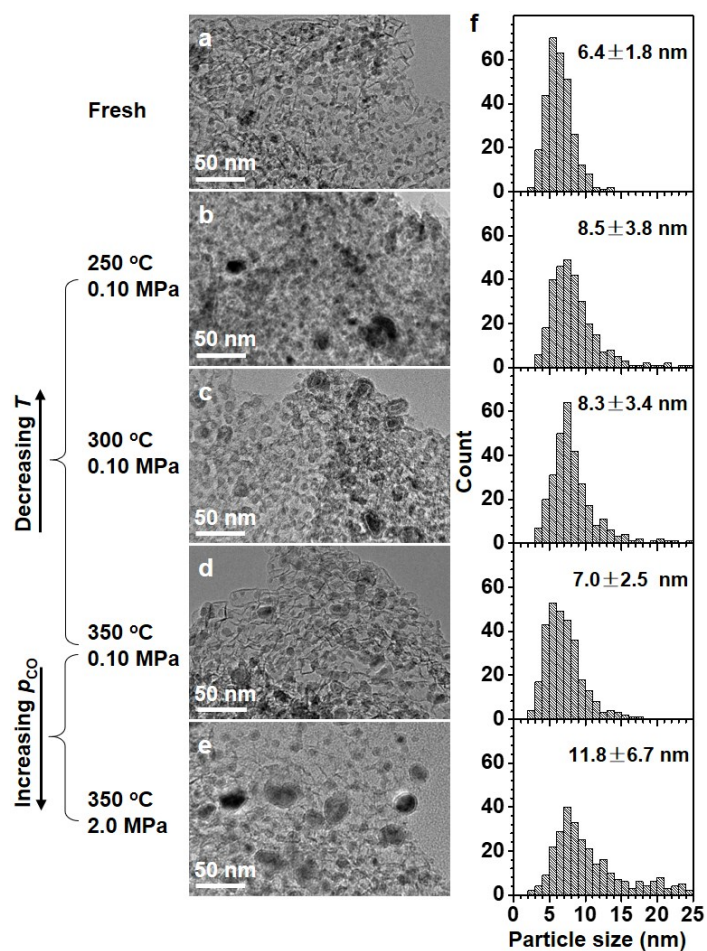 a
f
Fresh
50 nm
6.4±1.8 nm
60
40
20
0
b
250 °C
0.10 MPa
50 nm
8.5±3.8 nm
60
40
20
0
c
300 °C
0.10 MPa
50 nm
8.3±3.4 nm
60
40
20
0
Count
Decreasing T
d
350 °C
0.10 MPa
50 nm
7.0±2.5 nm
60
40
20
0
Increasing pCO
e
350 °C
2.0 MPa
50 nm
11.8±6.7 nm
60
40
20
0
0 5 10 15 20 25
Particle size (nm)